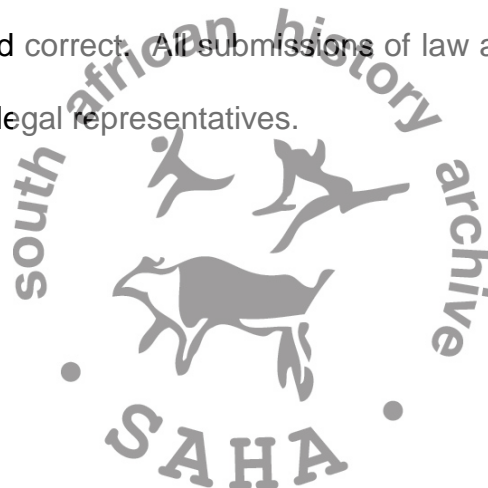 d correct. All submissions of law a
legal representatives.
south african history archive
SAHA